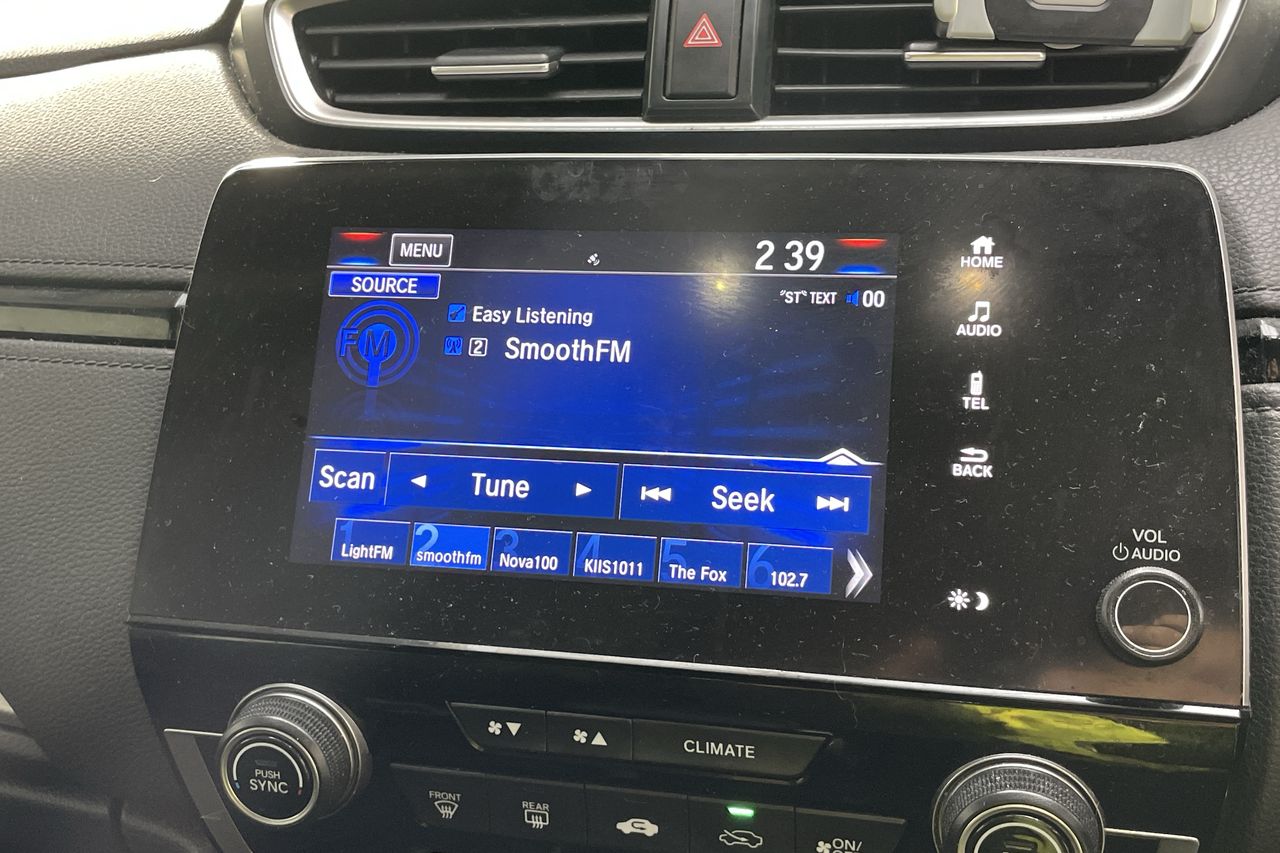 MENU
2 39
SOURCE
"ST" TEXT 00
Easy Listening
FM
2 SmoothFM
Scan Tune Seek
1 LightFM
2 smoothfm
3 Nova100
4 KIIS1011
5 The Fox
6 102.7
HOME
AUDIO
TEL
BACK
VOL
AUDIO
CLIMATE
PUSH
SYNC
FRONT
REAR
ON/